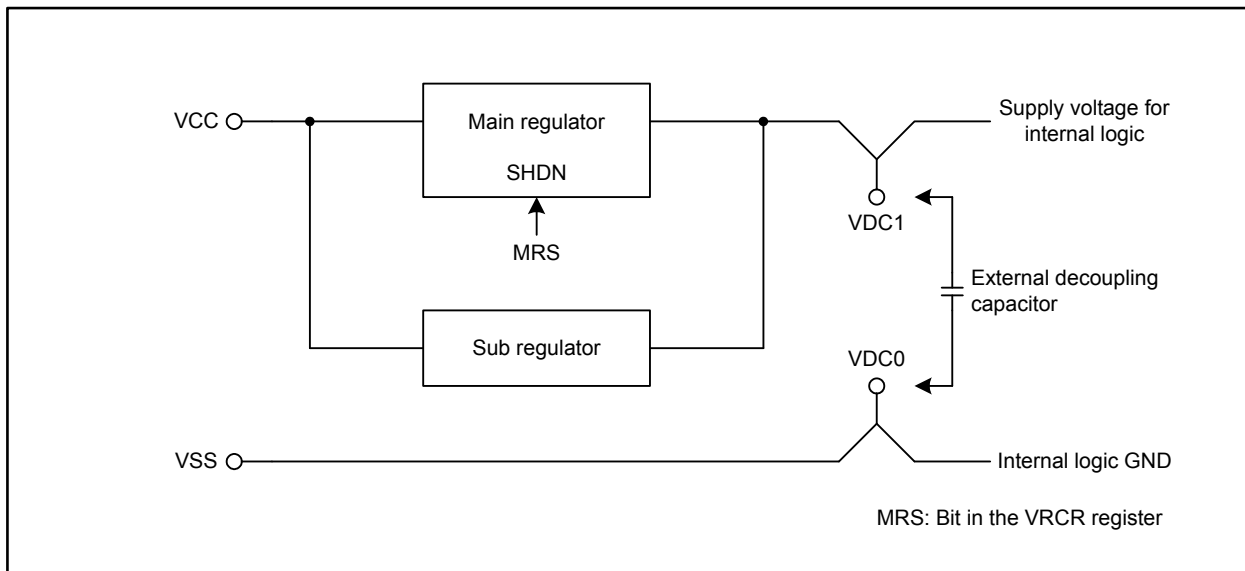 VCC
Main regulator
SHDN
MRS
Sub regulator
Supply voltage for
internal logic
VDC1
External decoupling
capacitor
VDC0
VSS
Internal logic GND
MRS: Bit in the VRCR register